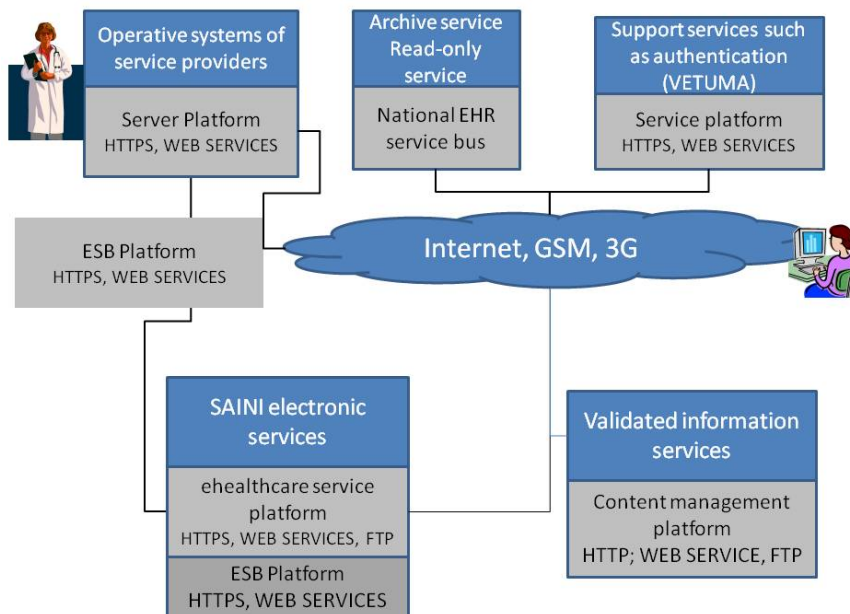 Operative systems of
service providers
Server Platform
HTTPS, WEB SERVICES
Archive service
Read-only
service
National EHR
service bus
Support services such
as authentication
(VETUMA)
Service platform
HTTPS, WEB SERVICES
ESB Platform
HTTPS, WEB SERVICES
Internet, GSM, 3G
SAINI electronic
services
ehealthcare service
platform
HTTPS, WEB SERVICES, FTP
ESB Platform
HTTPS, WEB SERVICES
Validated information
services
Content management
platform
HTTP; WEB SERVICE, FTP